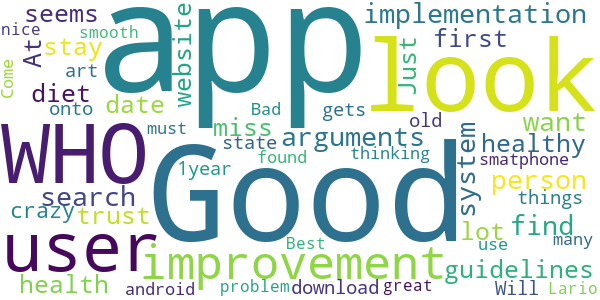 nice
seems
At
smooth
app
website
Just
implementation
first
look
Come
stay
art
diet
onto
date
miss
Bad
gets
old
want
must
state
arguments
system
healthy
WHO
Good
found
thinking
smatphone
search
1year
person
things
crazy
trust
lot
find
user
improvement
Best
use
many
guidelines
health
android
problem
download
great
Will
Lario